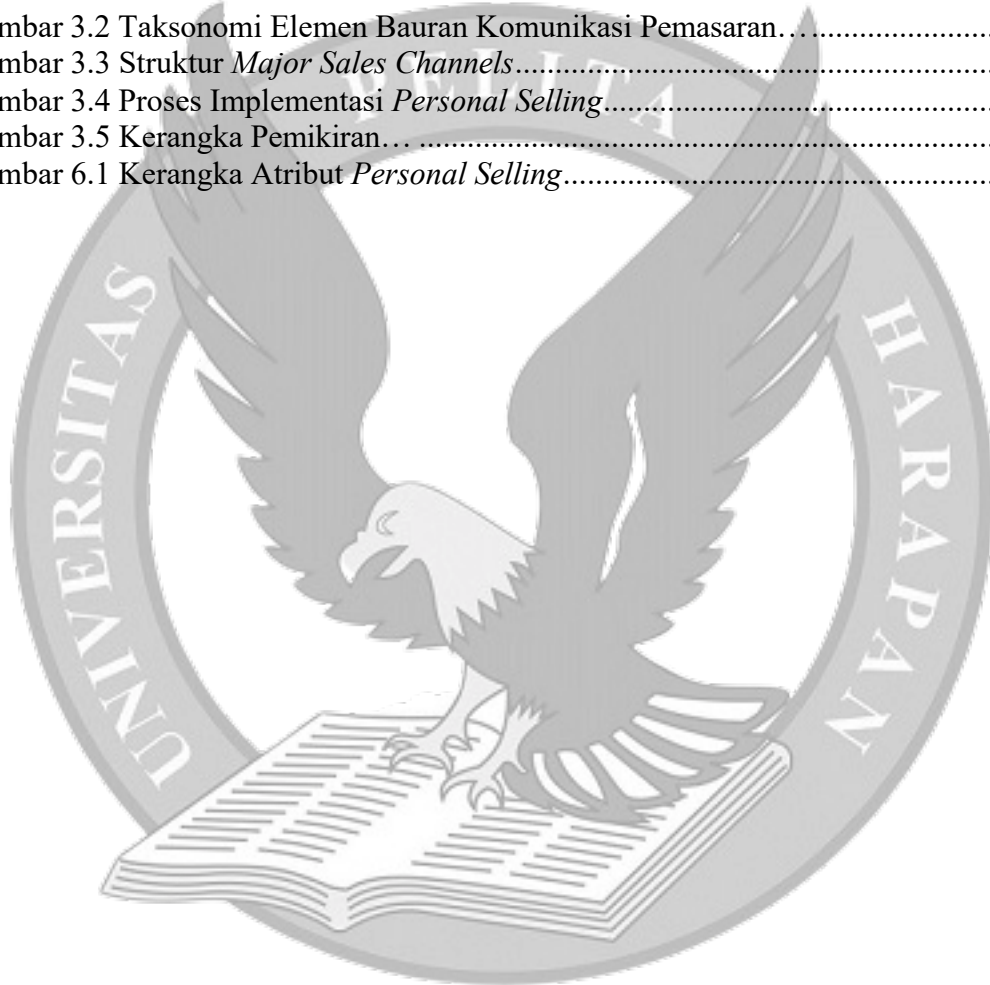 mbar 3.2 Taksonomi Elemen Bauran Komunikasi Pemasaran…..........................
mbar 3.3 Struktur Major Sales Channels..........................................................
mbar 3.4 Proses Implementasi Personal Selling...............................................
mbar 3.5 Kerangka Pemikiran… .....................................................................
mbar 6.1 Kerangka Atribut Personal Selling....................................................
UNIVERSITAS PELITA HARAPAN